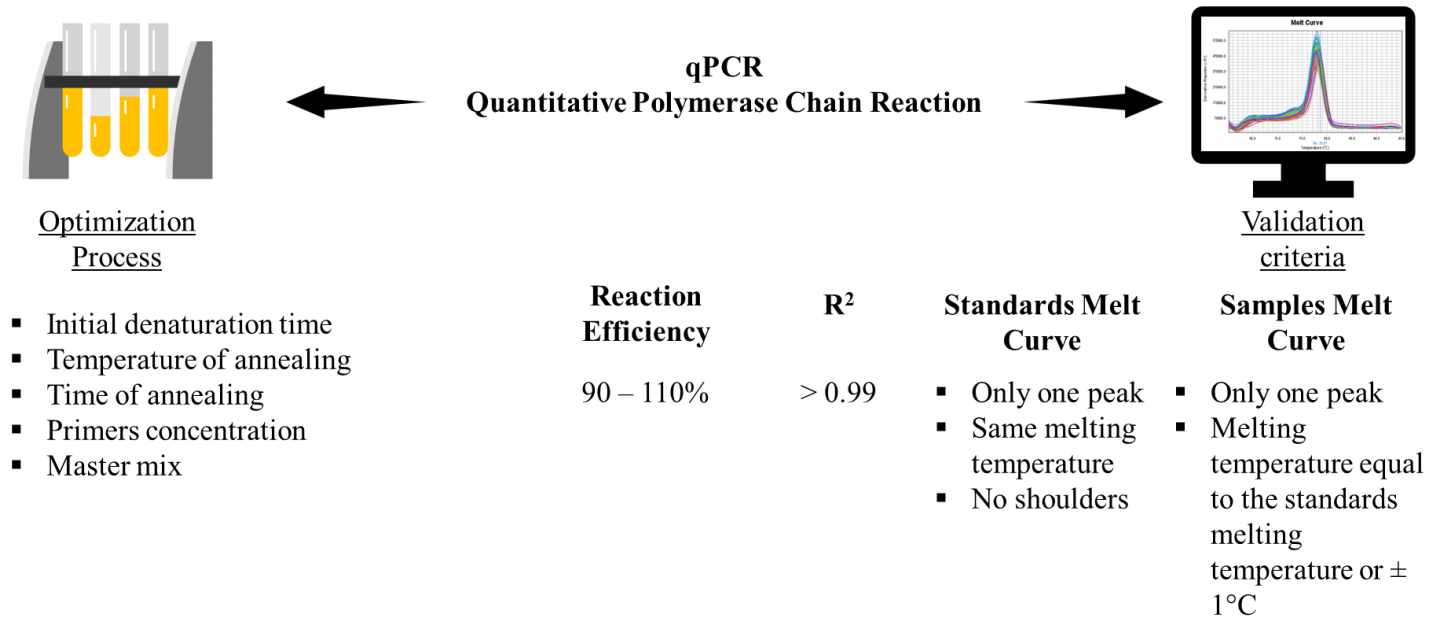 qPCR
Quantitative Polymerase Chain Reaction
Melt Curve
Temperature (°C)
Optimization
Process
▪ Initial denaturation time
▪ Temperature of annealing
▪ Time of annealing
▪ Primers concentration
▪ Master mix
Validation
criteria
Reaction
Efficiency
90 – 110%
R²
> 0.99
Standards Melt
Curve
▪ Only one peak
▪ Same melting
temperature
▪ No shoulders
Samples Melt
Curve
▪ Only one peak
▪ Melting
temperature equal
to the standards
melting
temperature or ±
1°C